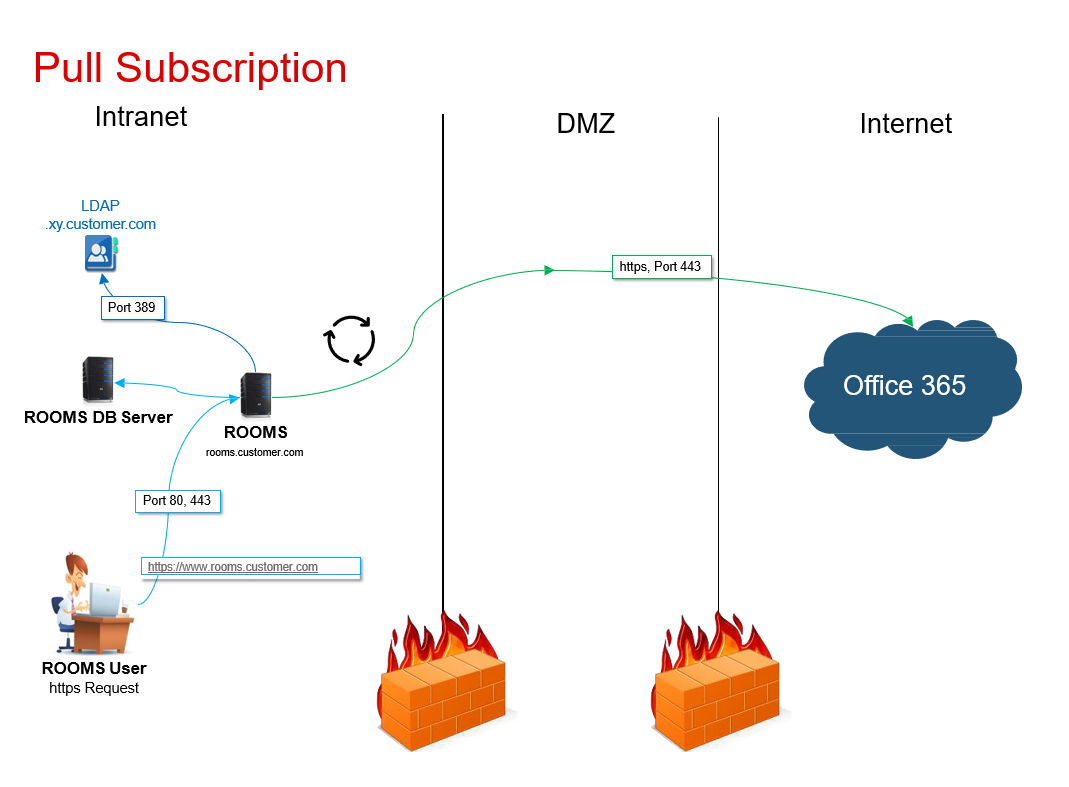 Pull Subscription
Intranet
DMZ
Internet
LDAP
.xy.customer.com
https, Port 443
Port 389
Office 365
ROOMS DB Server
ROOMS
rooms.customer.com
Port 80, 443
https://www.rooms.customer.com
ROOMS User
https Request